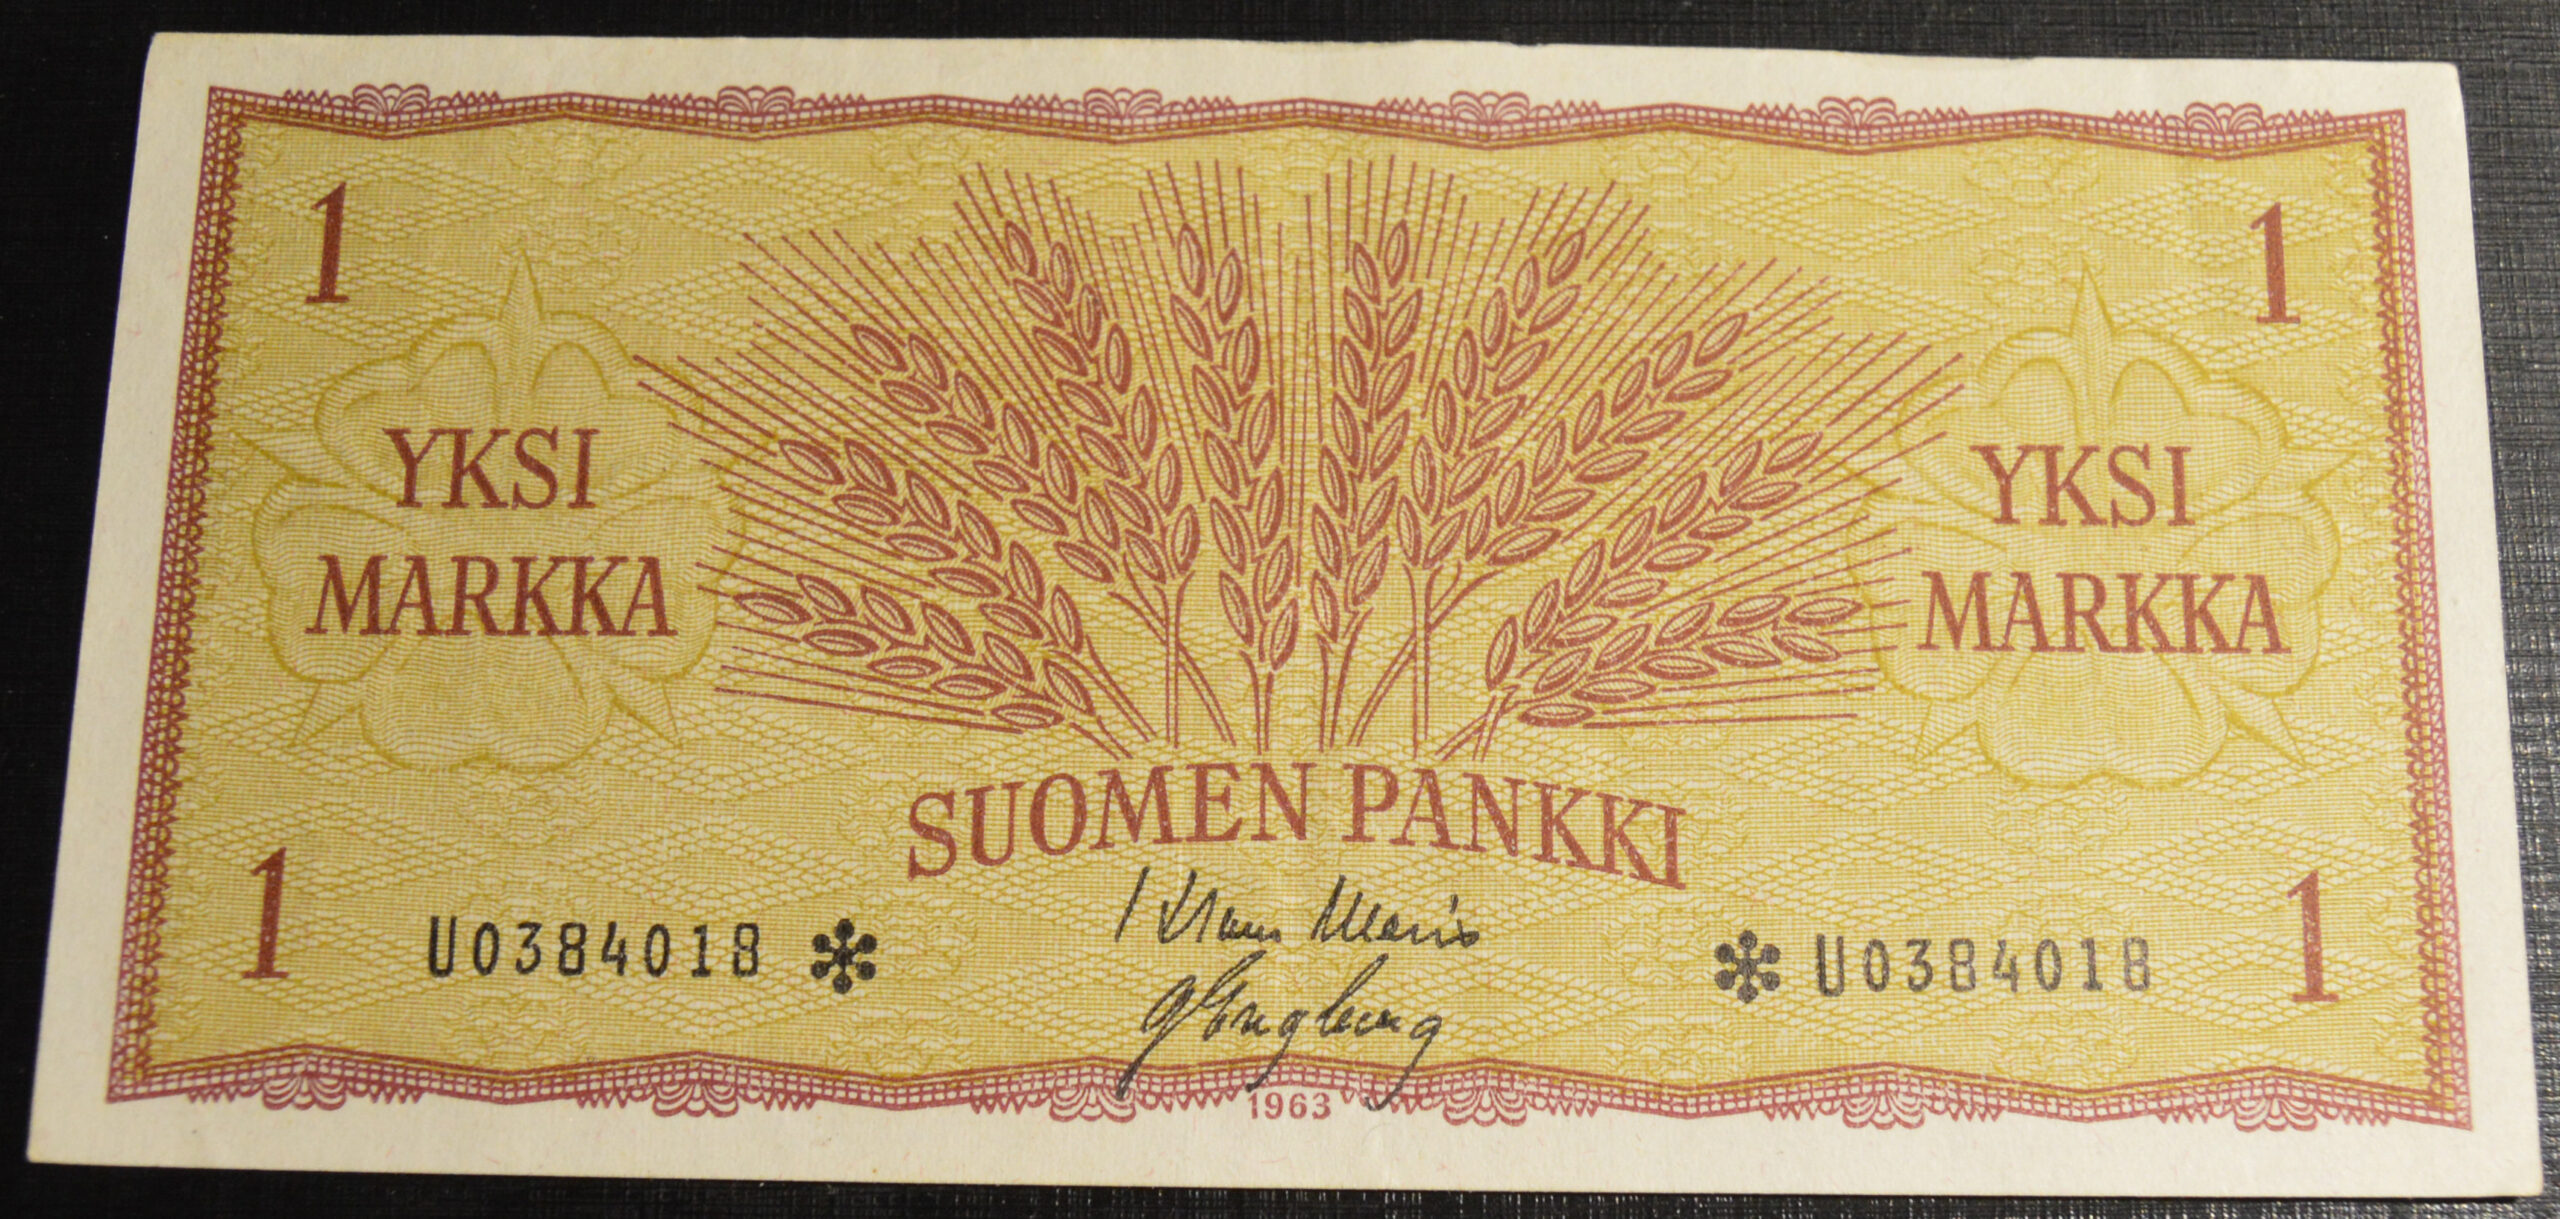 1 1
YKSI YKSI
MARKKA MARKKA
SUOMEN PANKKI
1 1
U0384018 * * U0384018
1963